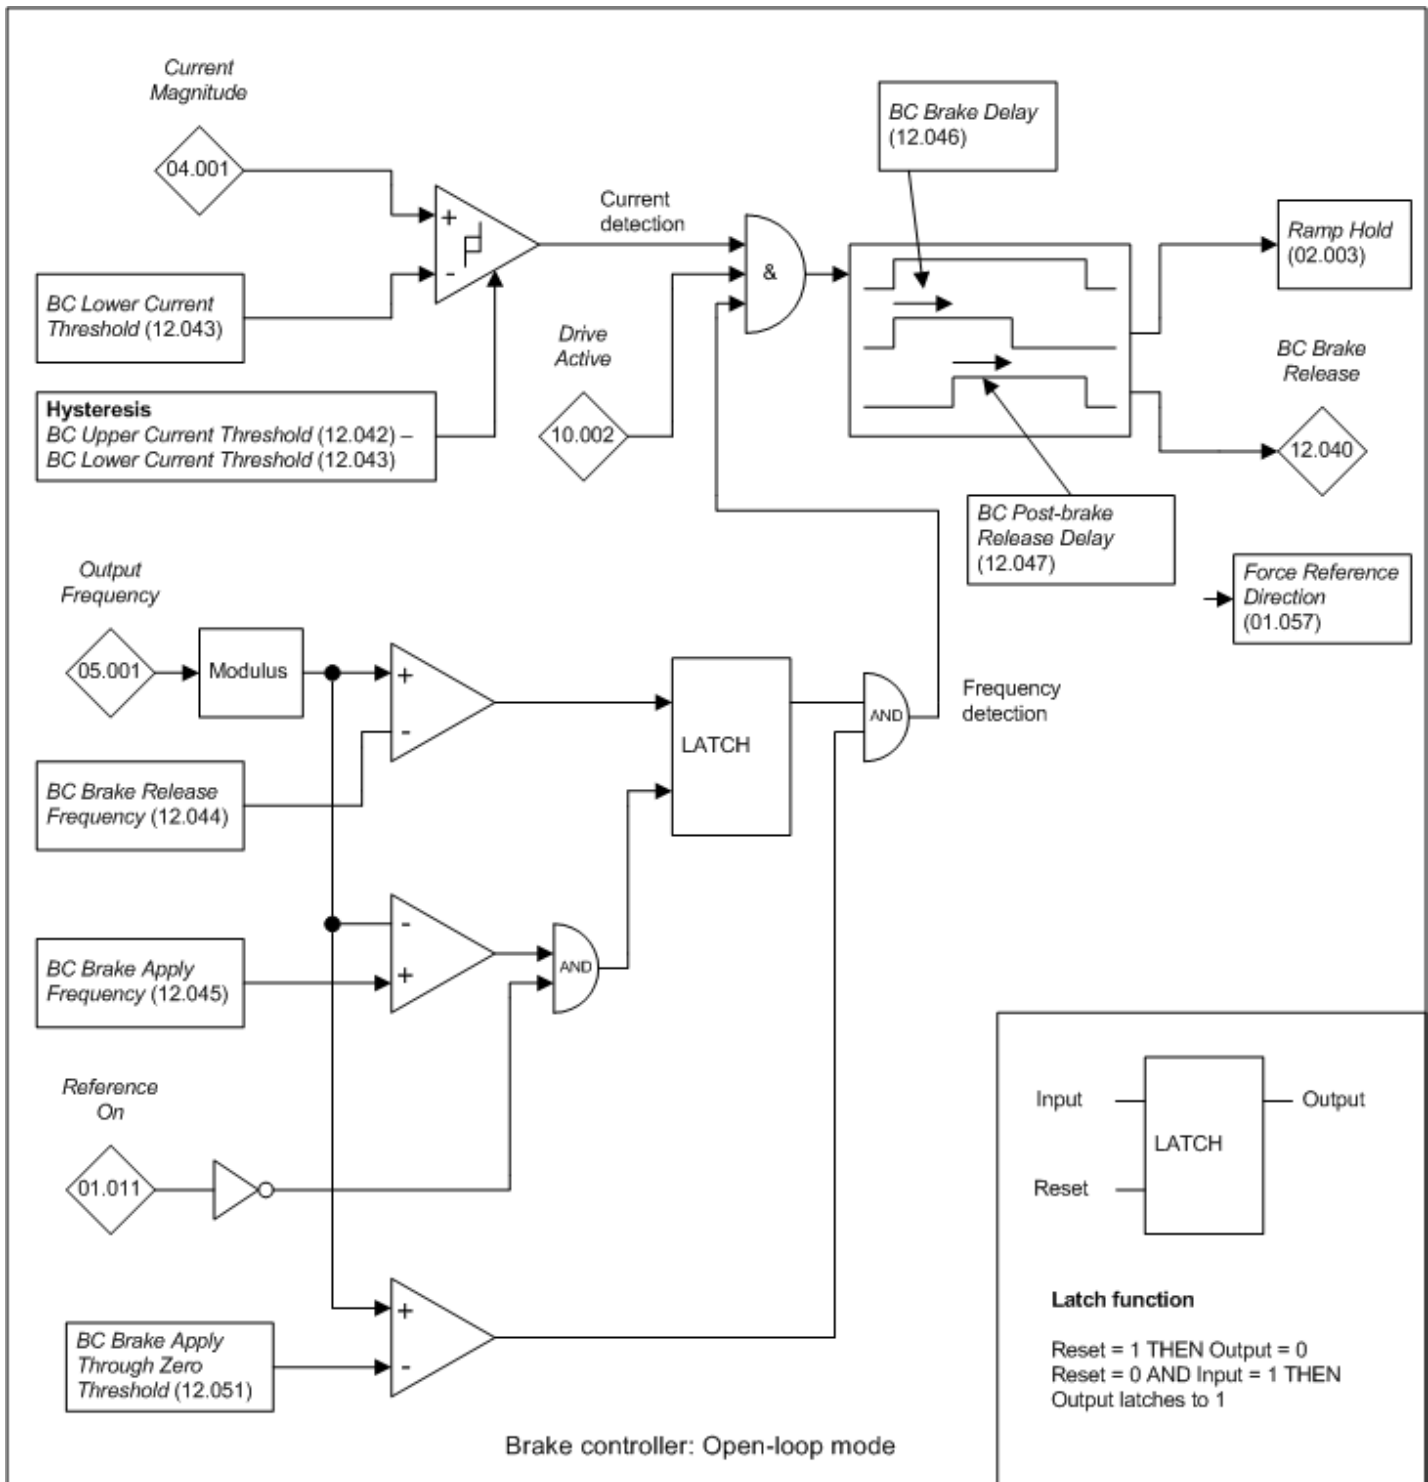 Current
Magnitude
04.001
+
-
BC Lower Current
Threshold (12.043)
Hysteresis
BC Upper Current Threshold (12.042) –
BC Lower Current Threshold (12.043)
Current
detection
Drive
Active
10.002
&
BC Brake Delay
(12.046)
BC Post-brake
Release Delay
(12.047)
Ramp Hold
(02.003)
BC Brake
Release
12.040
Force Reference
Direction
(01.057)
Output
Frequency
05.001
Modulus
+
-
BC Brake Release
Frequency (12.044)
LATCH
AND
Frequency
detection
-
+
BC Brake Apply
Frequency (12.045)
AND
Reference
On
01.011
+
-
BC Brake Apply
Through Zero
Threshold (12.051)
Input
Reset
LATCH
Output
Latch function
Reset = 1 THEN Output = 0
Reset = 0 AND Input = 1 THEN
Output latches to 1
Brake controller: Open-loop mode